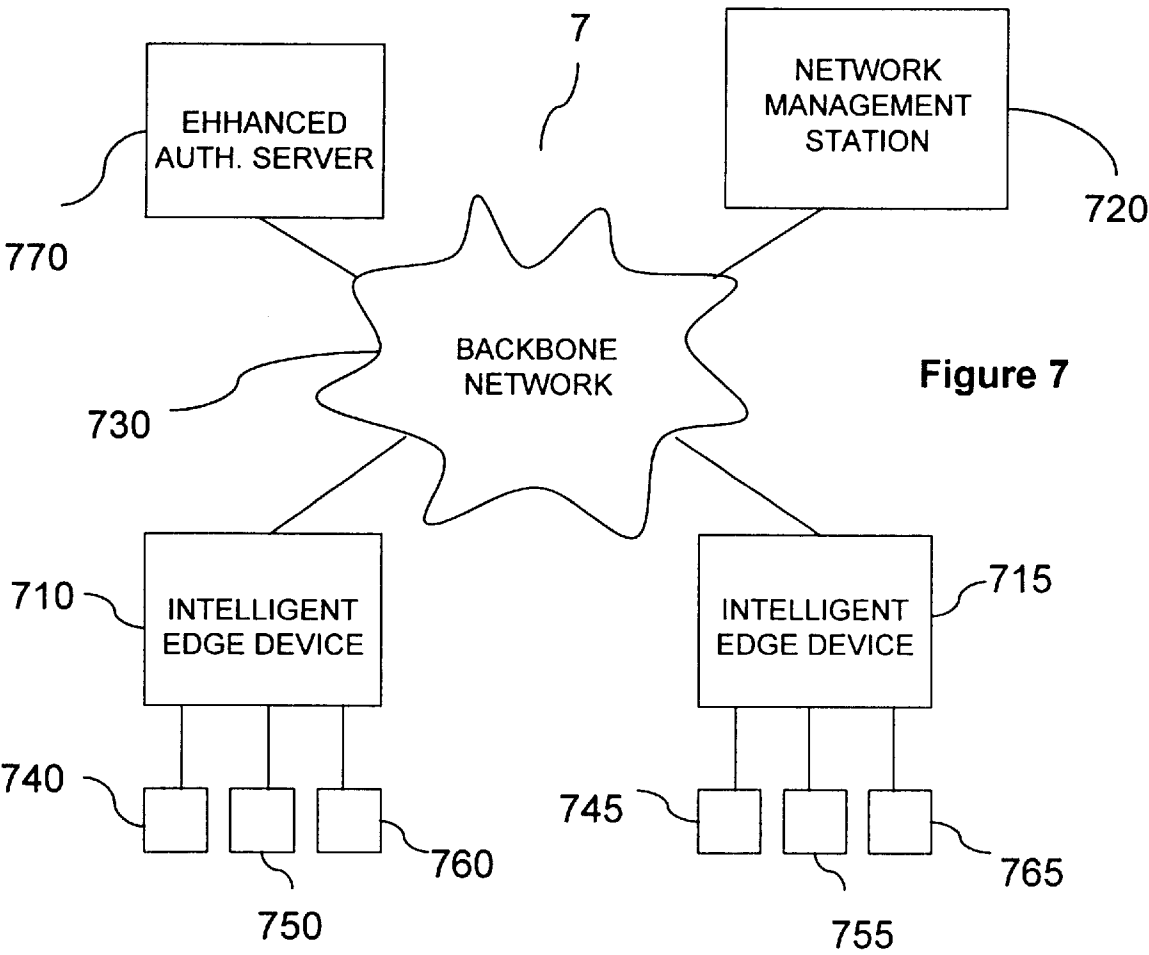 7
EHHANCED
AUTH. SERVER
NETWORK
MANAGEMENT
STATION
770
720
BACKBONE
NETWORK
730
Figure 7
710
INTELLIGENT
EDGE DEVICE
715
INTELLIGENT
EDGE DEVICE
740
750
760
745
755
765